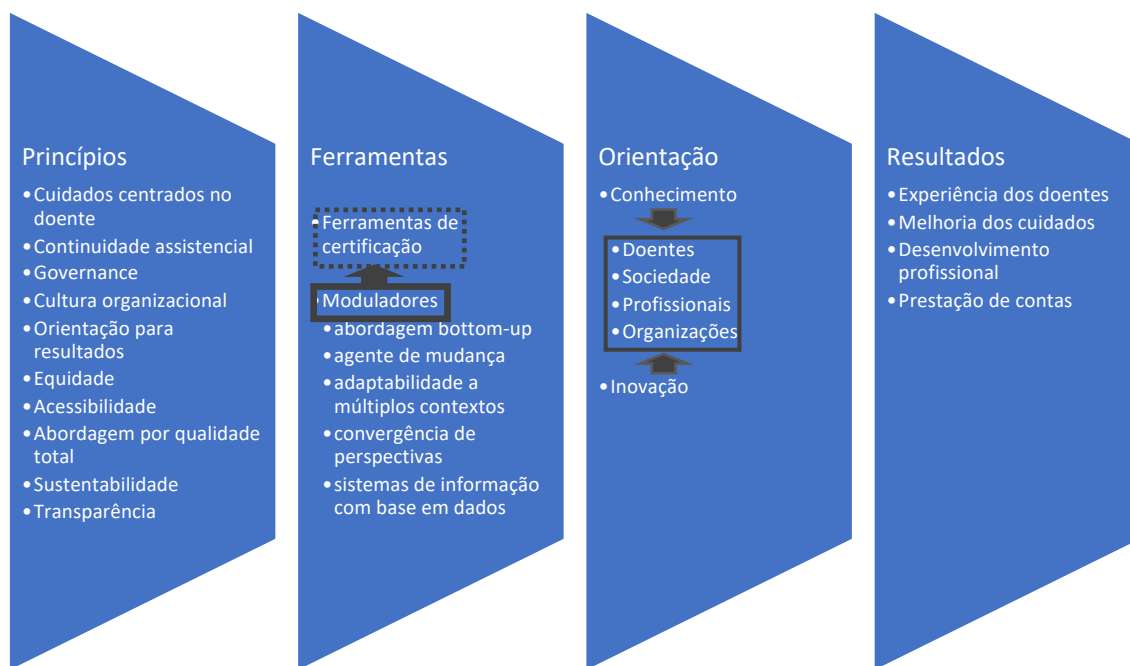 Princípios
•Cuidados centrados no
doente
•Continuidade assistencial
•Governance
•Cultura organizacional
•Orientação para
resultados
•Equidade
•Acessibilidade
•Abordagem por qualidade
total
•Sustentabilidade
•Transparência
Ferramentas
•Ferramentas de
certificação
•Moduladores
•abordagem bottom-up
•agente de mudança
•adaptabilidade a
múltiplos contextos
•convergência de
perspectivas
•sistemas de informação
com base em dados
Orientação
•Conhecimento
•Doentes
•Sociedade
•Profissionais
•Organizações
•Inovação
Resultados
•Experiência dos doentes
•Melhoria dos cuidados
•Desenvolvimento
profissional
•Prestação de contas